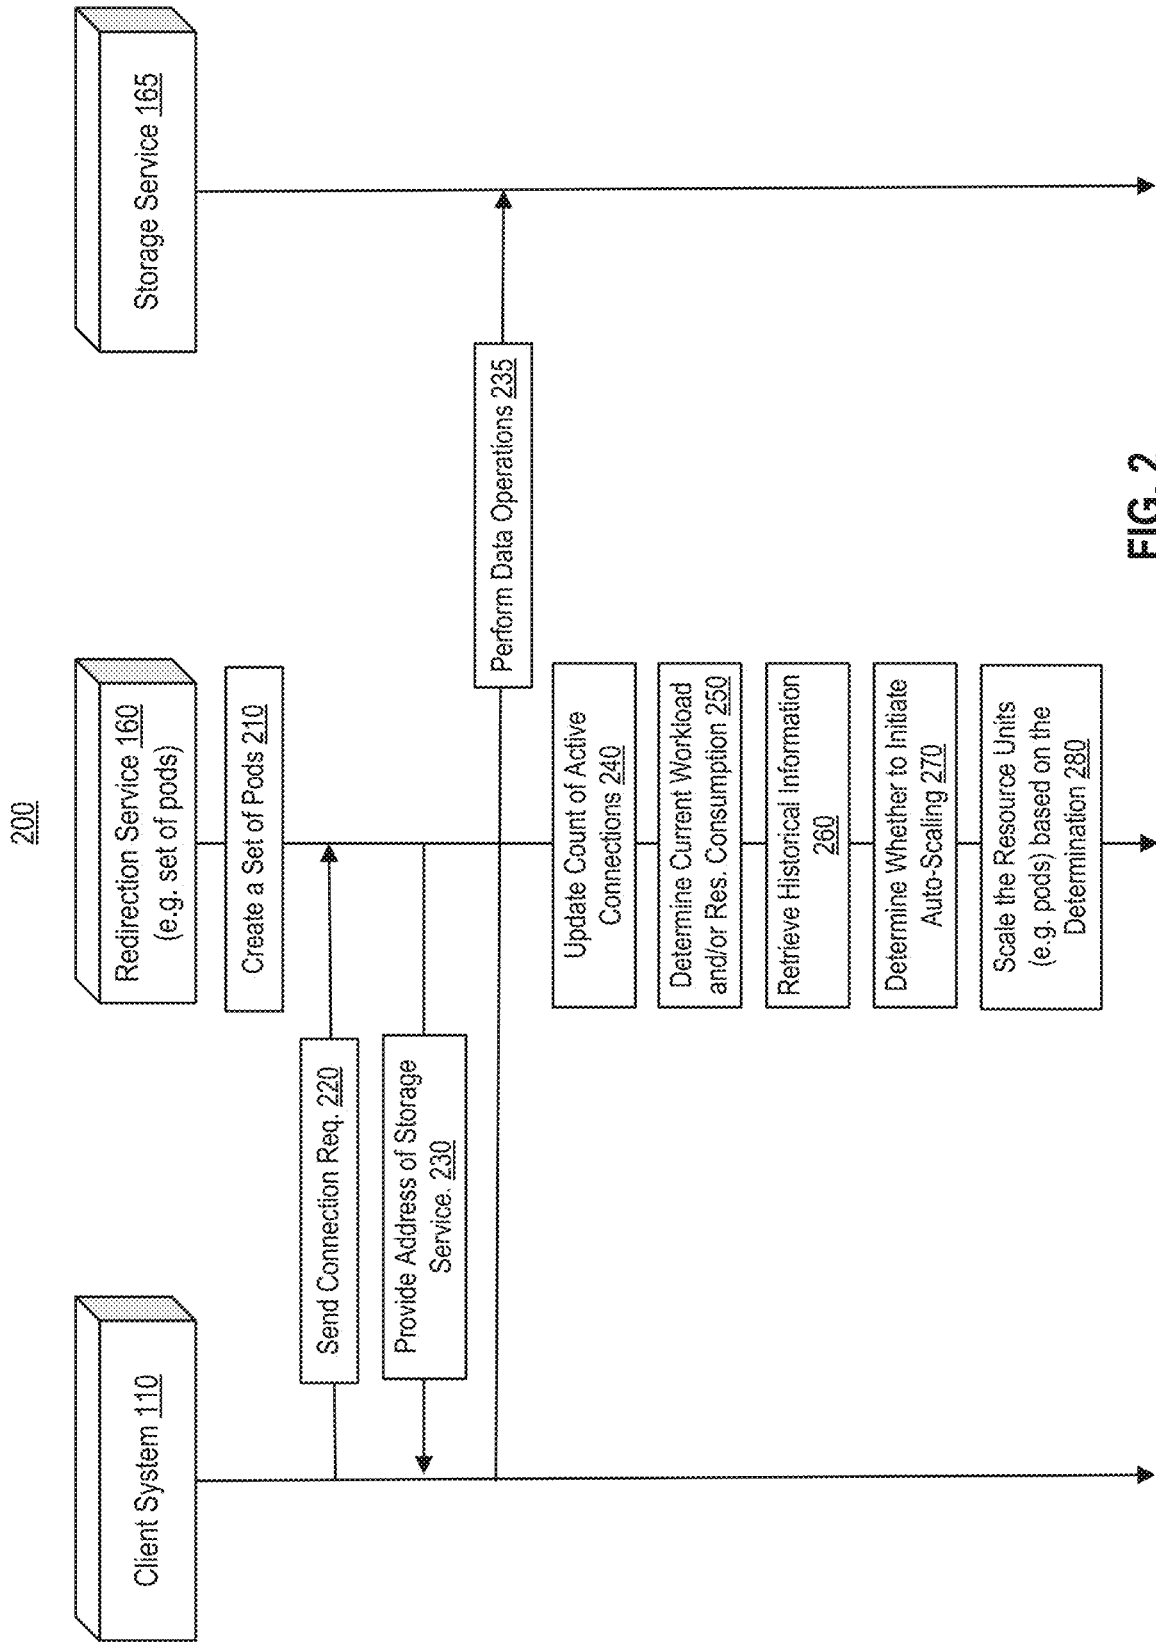 200
Client System 110
Redirection Service 160
(e.g. set of pods)
Storage Service 165
Create a Set of Pods 210
Send Connection Req. 220
Provide Address of Storage
Service. 230
Perform Data Operations 235
Update Count of Active
Connections 240
Determine Current Workload
and/or Res. Consumption 250
Retrieve Historical Information
260
Determine Whether to Initiate
Auto-Scaling 270
Scale the Resource Units
(e.g. pods) based on the
Determination 280
FIG. 2